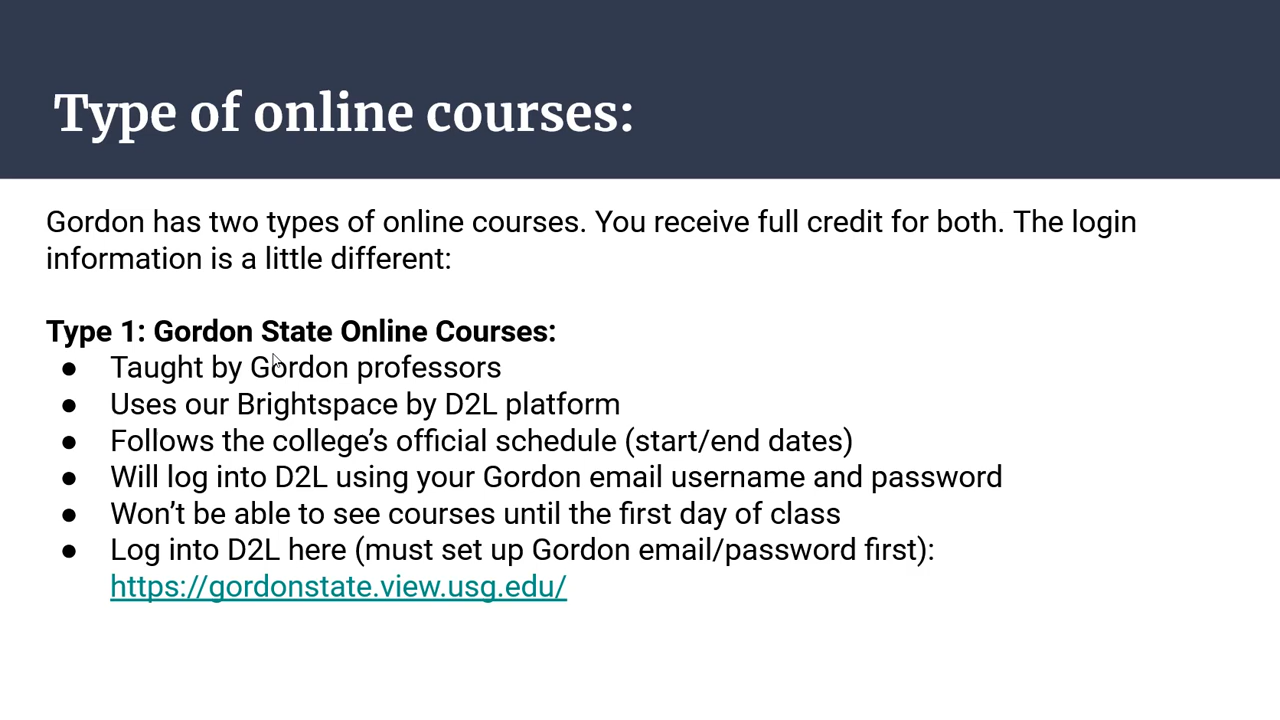 Type of online courses:
Gordon has two types of online courses. You receive full credit for both. The login
information is a little different:
Type 1: Gordon State Online Courses:
● Taught by Gordon professors
● Uses our Brightspace by D2L platform
● Follows the college’s official schedule (start/end dates)
● Will log into D2L using your Gordon email username and password
● Won’t be able to see courses until the first day of class
● Log into D2L here (must set up Gordon email/password first):
https://gordonstate.view.usg.edu/